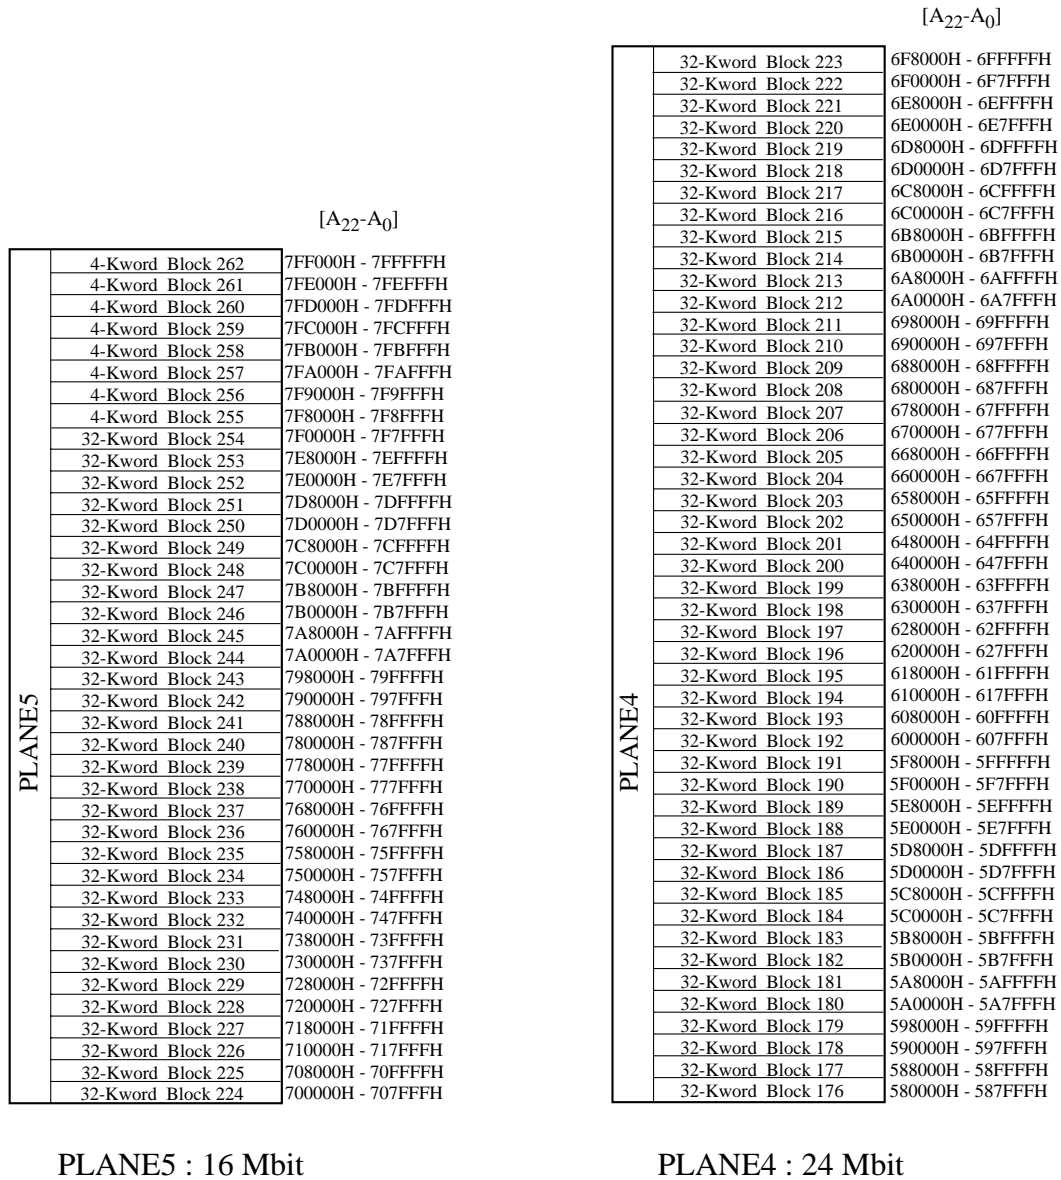 [A22-A0]
4-Kword Block 262 7FF000H - 7FFFFFH
4-Kword Block 261 7FE000H - 7FEFFFH
4-Kword Block 260 7FD000H - 7FDFFFH
4-Kword Block 259 7FC000H - 7FCFFFH
4-Kword Block 258 7FB000H - 7FBFFFH
4-Kword Block 257 7FA000H - 7FAFFFH
4-Kword Block 256 7F9000H - 7F9FFFH
4-Kword Block 255 7F8000H - 7F8FFFH
32-Kword Block 254 7F0000H - 7F7FFFH
32-Kword Block 253 7E8000H - 7EFFFFH
32-Kword Block 252 7E0000H - 7E7FFFH
32-Kword Block 251 7D8000H - 7DFFFFH
32-Kword Block 250 7D0000H - 7D7FFFH
32-Kword Block 249 7C8000H - 7CFFFFH
32-Kword Block 248 7C0000H - 7C7FFFH
32-Kword Block 247 7B8000H - 7BFFFFH
32-Kword Block 246 7B0000H - 7B7FFFH
32-Kword Block 245 7A8000H - 7AFFFFH
32-Kword Block 244 7A0000H - 7A7FFFH
32-Kword Block 243 798000H - 79FFFFH
32-Kword Block 242 790000H - 797FFFH
32-Kword Block 241 788000H - 78FFFFH
32-Kword Block 240 780000H - 787FFFH
32-Kword Block 239 778000H - 77FFFFH
32-Kword Block 238 770000H - 777FFFH
32-Kword Block 237 768000H - 76FFFFH
32-Kword Block 236 760000H - 767FFFH
32-Kword Block 235 758000H - 75FFFFH
32-Kword Block 234 750000H - 757FFFH
32-Kword Block 233 748000H - 74FFFFH
32-Kword Block 232 740000H - 747FFFH
32-Kword Block 231 738000H - 73FFFFH
32-Kword Block 230 730000H - 737FFFH
32-Kword Block 229 728000H - 72FFFFH
32-Kword Block 228 720000H - 727FFFH
32-Kword Block 227 718000H - 71FFFFH
32-Kword Block 226 710000H - 717FFFH
32-Kword Block 225 708000H - 70FFFFH
32-Kword Block 224 700000H - 707FFFH
PLANE5
PLANE5 : 16 Mbit
[A22-A0]
32-Kword Block 223 6F8000H - 6FFFFFH
32-Kword Block 222 6F0000H - 6F7FFFH
32-Kword Block 221 6E8000H - 6EFFFFH
32-Kword Block 220 6E0000H - 6E7FFFH
32-Kword Block 219 6D8000H - 6DFFFFH
32-Kword Block 218 6D0000H - 6D7FFFH
32-Kword Block 217 6C8000H - 6CFFFFH
32-Kword Block 216 6C0000H - 6C7FFFH
32-Kword Block 215 6B8000H - 6BFFFFH
32-Kword Block 214 6B0000H - 6B7FFFH
32-Kword Block 213 6A8000H - 6AFFFFH
32-Kword Block 212 6A0000H - 6A7FFFH
32-Kword Block 211 698000H - 69FFFFH
32-Kword Block 210 690000H - 697FFFH
32-Kword Block 209 688000H - 68FFFFH
32-Kword Block 208 680000H - 687FFFH
32-Kword Block 207 678000H - 67FFFFH
32-Kword Block 206 670000H - 677FFFH
32-Kword Block 205 668000H - 66FFFFH
32-Kword Block 204 660000H - 667FFFH
32-Kword Block 203 658000H - 65FFFFH
32-Kword Block 202 650000H - 657FFFH
32-Kword Block 201 648000H - 64FFFFH
32-Kword Block 200 640000H - 647FFFH
32-Kword Block 199 638000H - 63FFFFH
32-Kword Block 198 630000H - 637FFFH
32-Kword Block 197 628000H - 62FFFFH
32-Kword Block 196 620000H - 627FFFH
32-Kword Block 195 618000H - 61FFFFH
32-Kword Block 194 610000H - 617FFFH
32-Kword Block 193 608000H - 60FFFFH
32-Kword Block 192 600000H - 607FFFH
32-Kword Block 191 5F8000H - 5FFFFFH
32-Kword Block 190 5F0000H - 5F7FFFH
32-Kword Block 189 5E8000H - 5EFFFFH
32-Kword Block 188 5E0000H - 5E7FFFH
32-Kword Block 187 5D8000H - 5DFFFFH
32-Kword Block 186 5D0000H - 5D7FFFH
32-Kword Block 185 5C8000H - 5CFFFFH
32-Kword Block 184 5C0000H - 5C7FFFH
32-Kword Block 183 5B8000H - 5BFFFFH
32-Kword Block 182 5B0000H - 5B7FFFH
32-Kword Block 181 5A8000H - 5AFFFFH
32-Kword Block 180 5A0000H - 5A7FFFH
32-Kword Block 179 598000H - 59FFFFH
32-Kword Block 178 590000H - 597FFFH
32-Kword Block 177 588000H - 58FFFFH
32-Kword Block 176 580000H - 587FFFH
PLANE4
PLANE4 : 24 Mbit